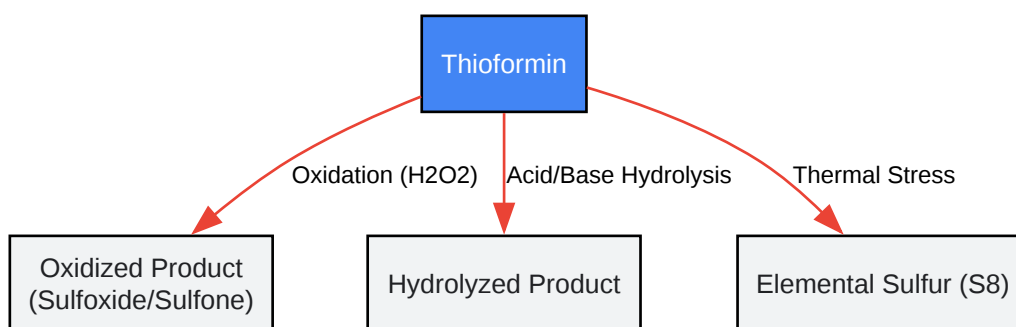 Thioformin
Oxidation (H2O2)
Acid/Base Hydrolysis
Thermal Stress
Oxidized Product
(Sulfoxide/Sulfone)
Hydrolyzed Product
Elemental Sulfur (S8)